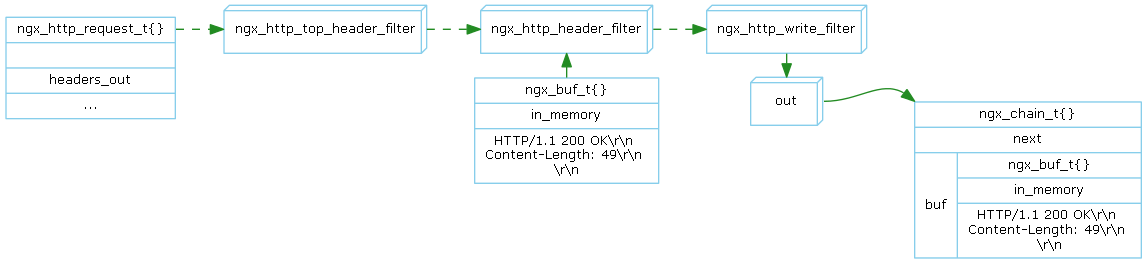 ngx_http_request_t{}
headers_out
...
ngx_http_top_header_filter
ngx_http_header_filter
ngx_http_write_filter
ngx_buf_t{}
in_memory
HTTP/1.1 200 OK\r\n
Content-Length: 49\r\n
\r\n
out
ngx_chain_t{}
next
buf
ngx_buf_t{}
in_memory
HTTP/1.1 200 OK\r\n
Content-Length: 49\r\n
\r\n